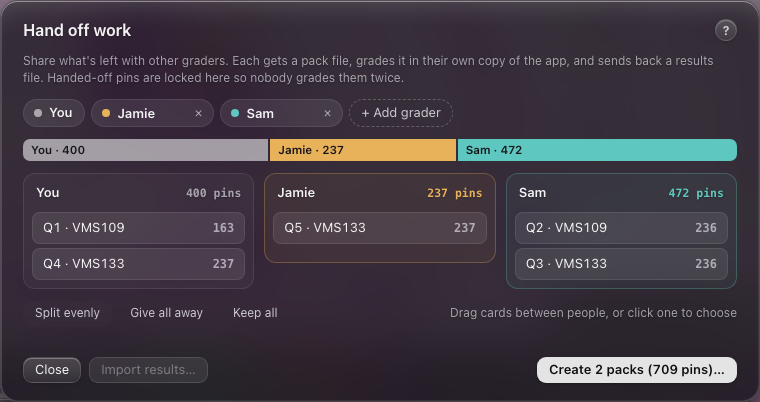 Hand off work
?
Share what's left with other graders. Each gets a pack file, grades it in their own copy of the app, and sends back a results
file. Handed-off pins are locked here so nobody grades them twice.
You
Jamie ×
Sam ×
+ Add grader
You · 400
Jamie · 237
Sam · 472
You 400 pins
Q1 · VMS109 163
Q4 · VMS133 237
Jamie 237 pins
Q5 · VMS133 237
Sam 472 pins
Q2 · VMS109 236
Q3 · VMS133 236
Split evenly
Give all away
Keep all
Drag cards between people, or click one to choose
Close
Import results...
Create 2 packs (709 pins)...